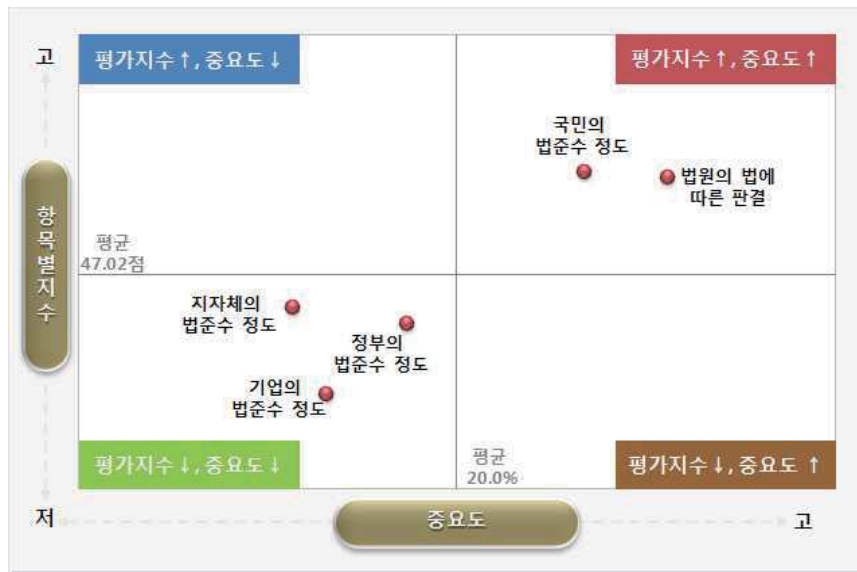 고
평가지수↑, 중요도↓
평가지수↑, 중요도↑
국민의
법준수 정도
법원의 법에
따른 판결
항목별지수
평균
47.02점
지자체의
법준수 정도
정부의
법준수 정도
기업의
법준수 정도
평가지수↓, 중요도↓
평균
20.0%
평가지수↓, 중요도 ↑
저
중요도
고